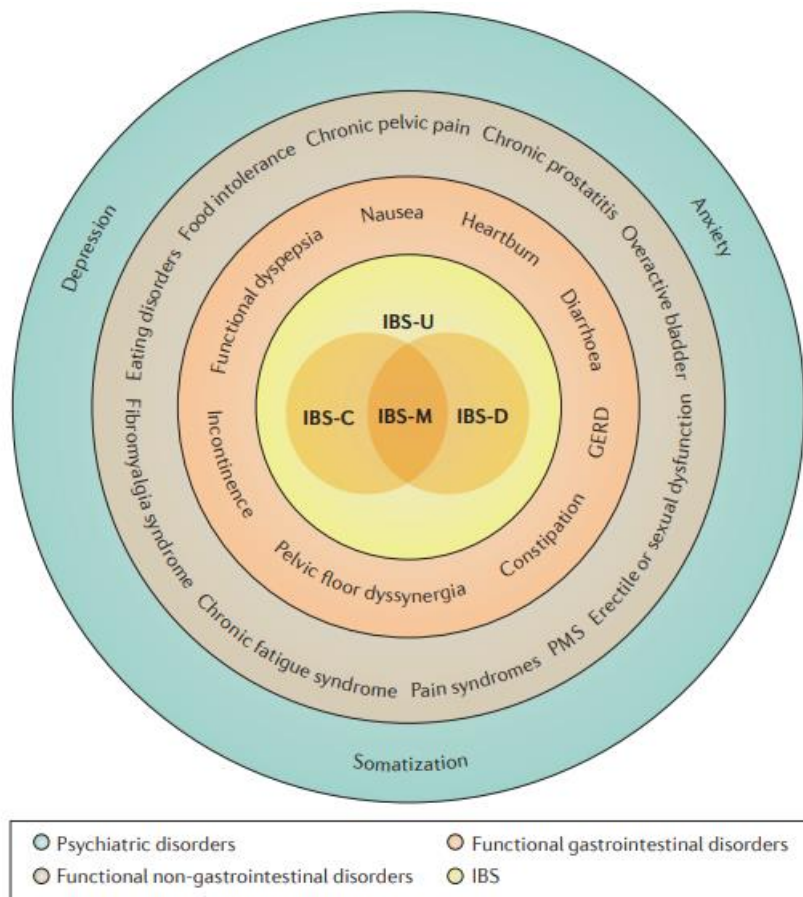 Depression
Anxiety
Somatization
Eating disorders
Food intolerance
Chronic pelvic pain
Chronic prostatitis
Overactive bladder
Erectile or sexual dysfunction
PMS
Pain syndromes
Chronic fatigue syndrome
Fibromyalgia syndrome
Functional dyspepsia
Nausea
Heartburn
Diarrhoea
GERD
Constipation
Pelvic floor dyssynergia
Incontinence
IBS-U
IBS-C
IBS-M
IBS-D
Psychiatric disorders
Functional gastrointestinal disorders
Functional non-gastrointestinal disorders
IBS